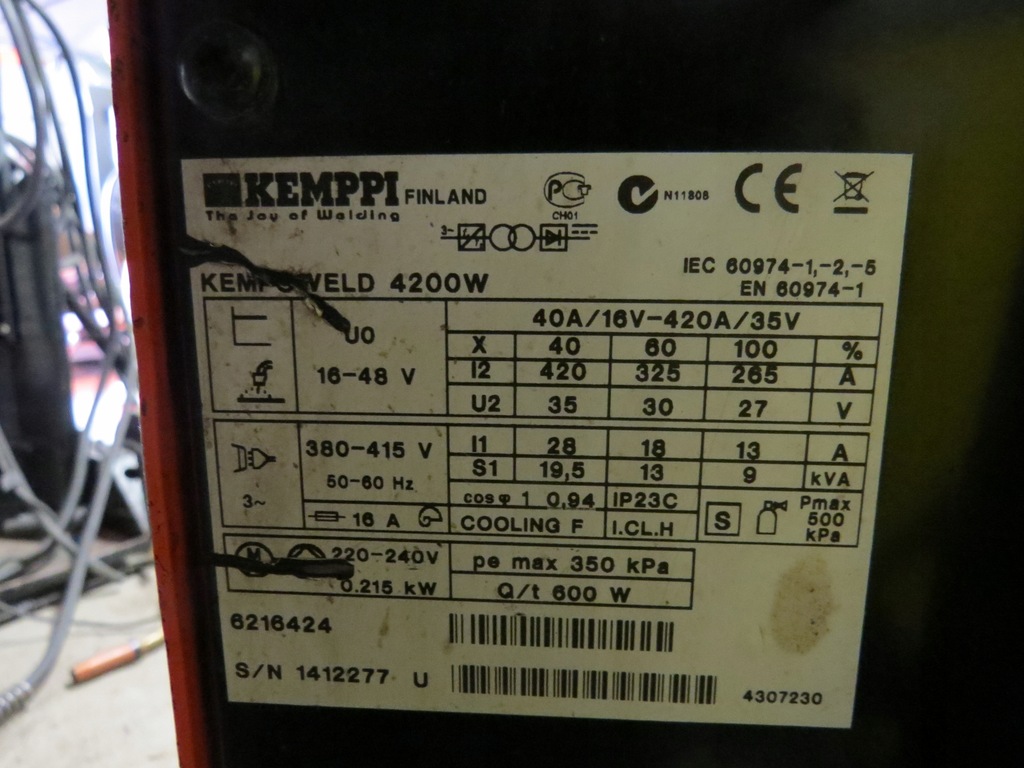 KEMPPI FINLAND
The Joy of Welding
CH01
N11808
CE
3~
IEC 60974-1,-2,-5
EN 60974-1
4200W
U0
16-48 V
40A/16V-420A/35V
X 40 60 100 %
I2 420 325 265 A
U2 35 30 27 V
3~
380-415 V
50-60 Hz
16 A
I1 28 18 13 A
S1 19,5 13 9 kVA
cos φ 1 0,94 IP23C
COOLING F I.CL.H
S
Pmax
500
kPa
M 220-240V
0.215 kW
pe max 350 kPa
Q/t 600 W
6216424
S/N 1412277 U
4307230